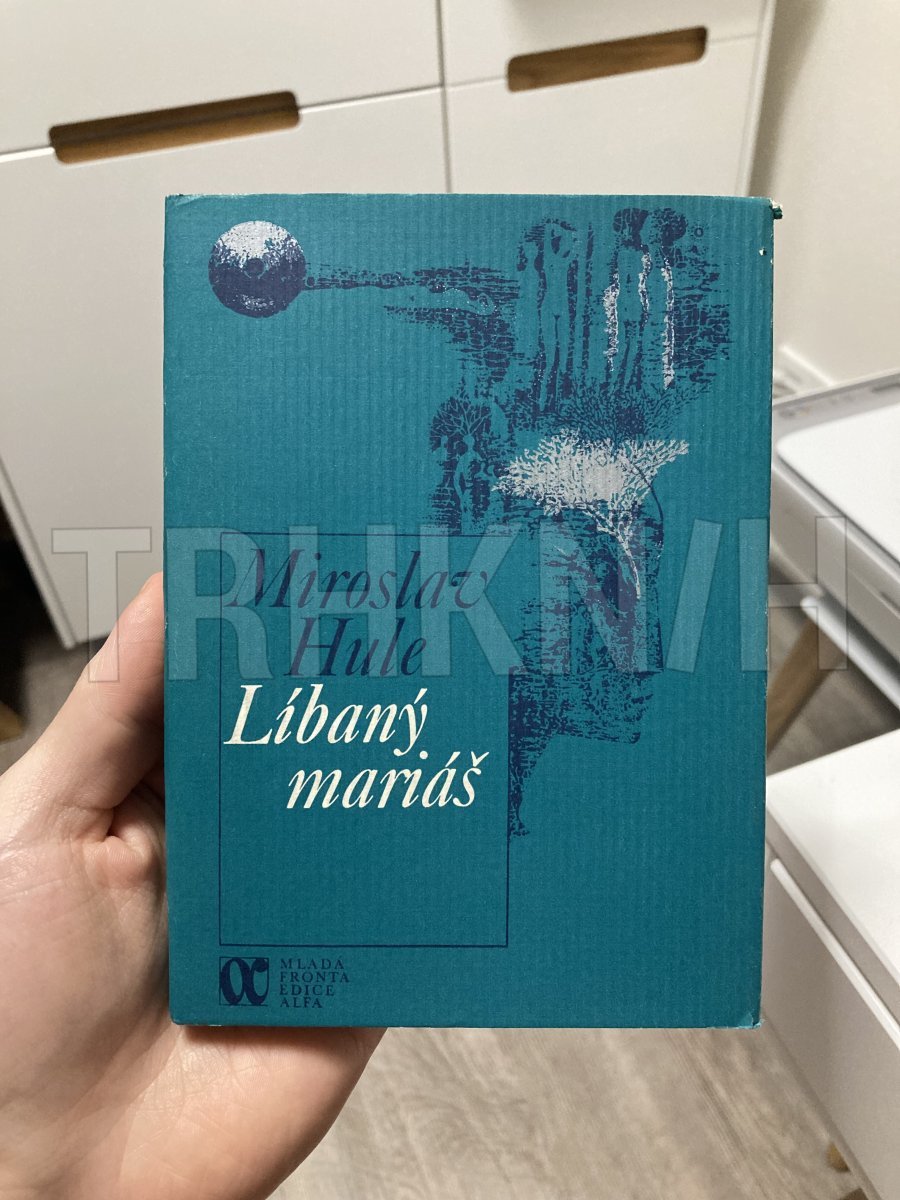 Miroslav
Hule
Líbaný
mariáš
MLADÁ
FRONTA
EDICE
ALFA
TRHKNIH